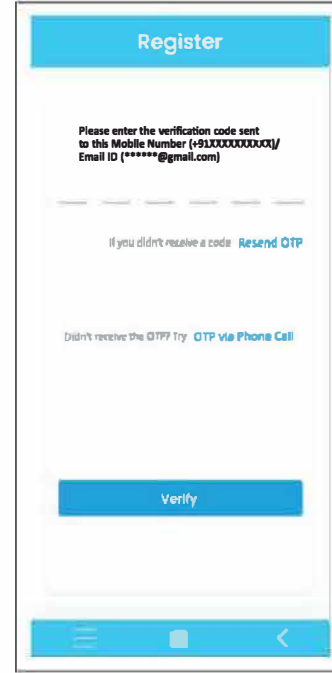 Register
Please enter the verification code sent
to this Mobile Number (+91XXXXXXXXXX)/
Email ID (******@gmail.com)
If you didn't receive a code Resend OTP
Didn't receive the OTP? Try OTP via Phone Call
Verify